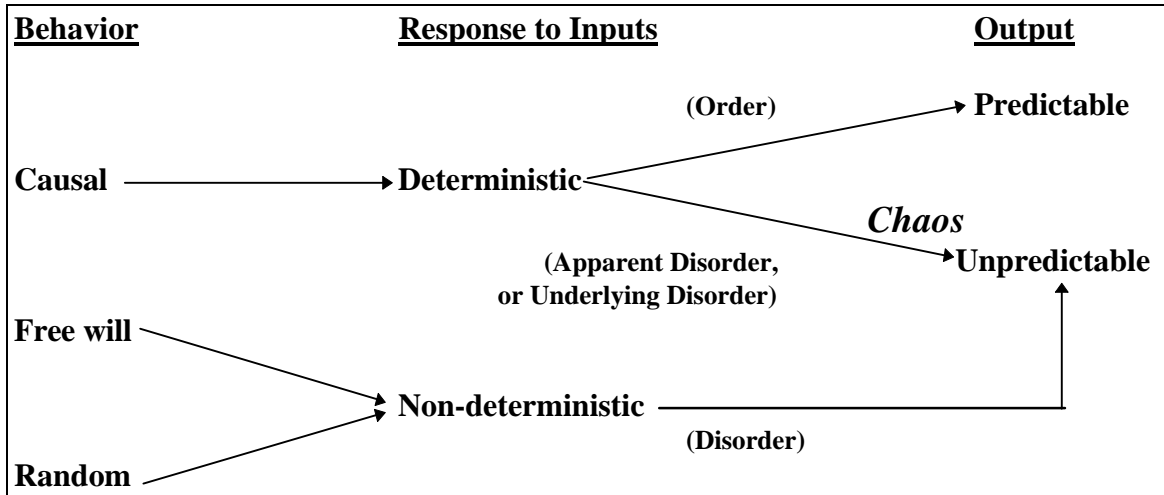 Behavior
Response to Inputs
Output
(Order)
Predictable
Causal
Deterministic
Chaos
(Apparent Disorder,
or Underlying Disorder)
Unpredictable
Free will
Non-deterministic
(Disorder)
Random